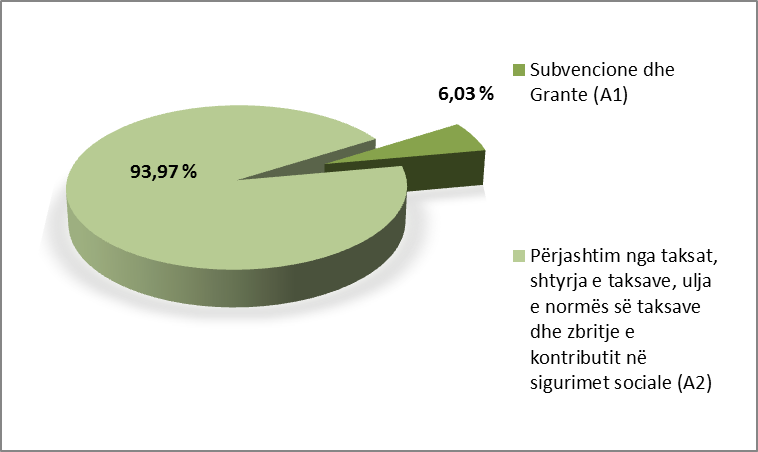 6,03 %
93,97 %
Subvencione dhe
Grante (A1)
Përjashtim nga taksat,
shtyrja e taksave, ulja
e normës së taksave
dhe zbritje e
kontributit në
sigurimet sociale (A2)